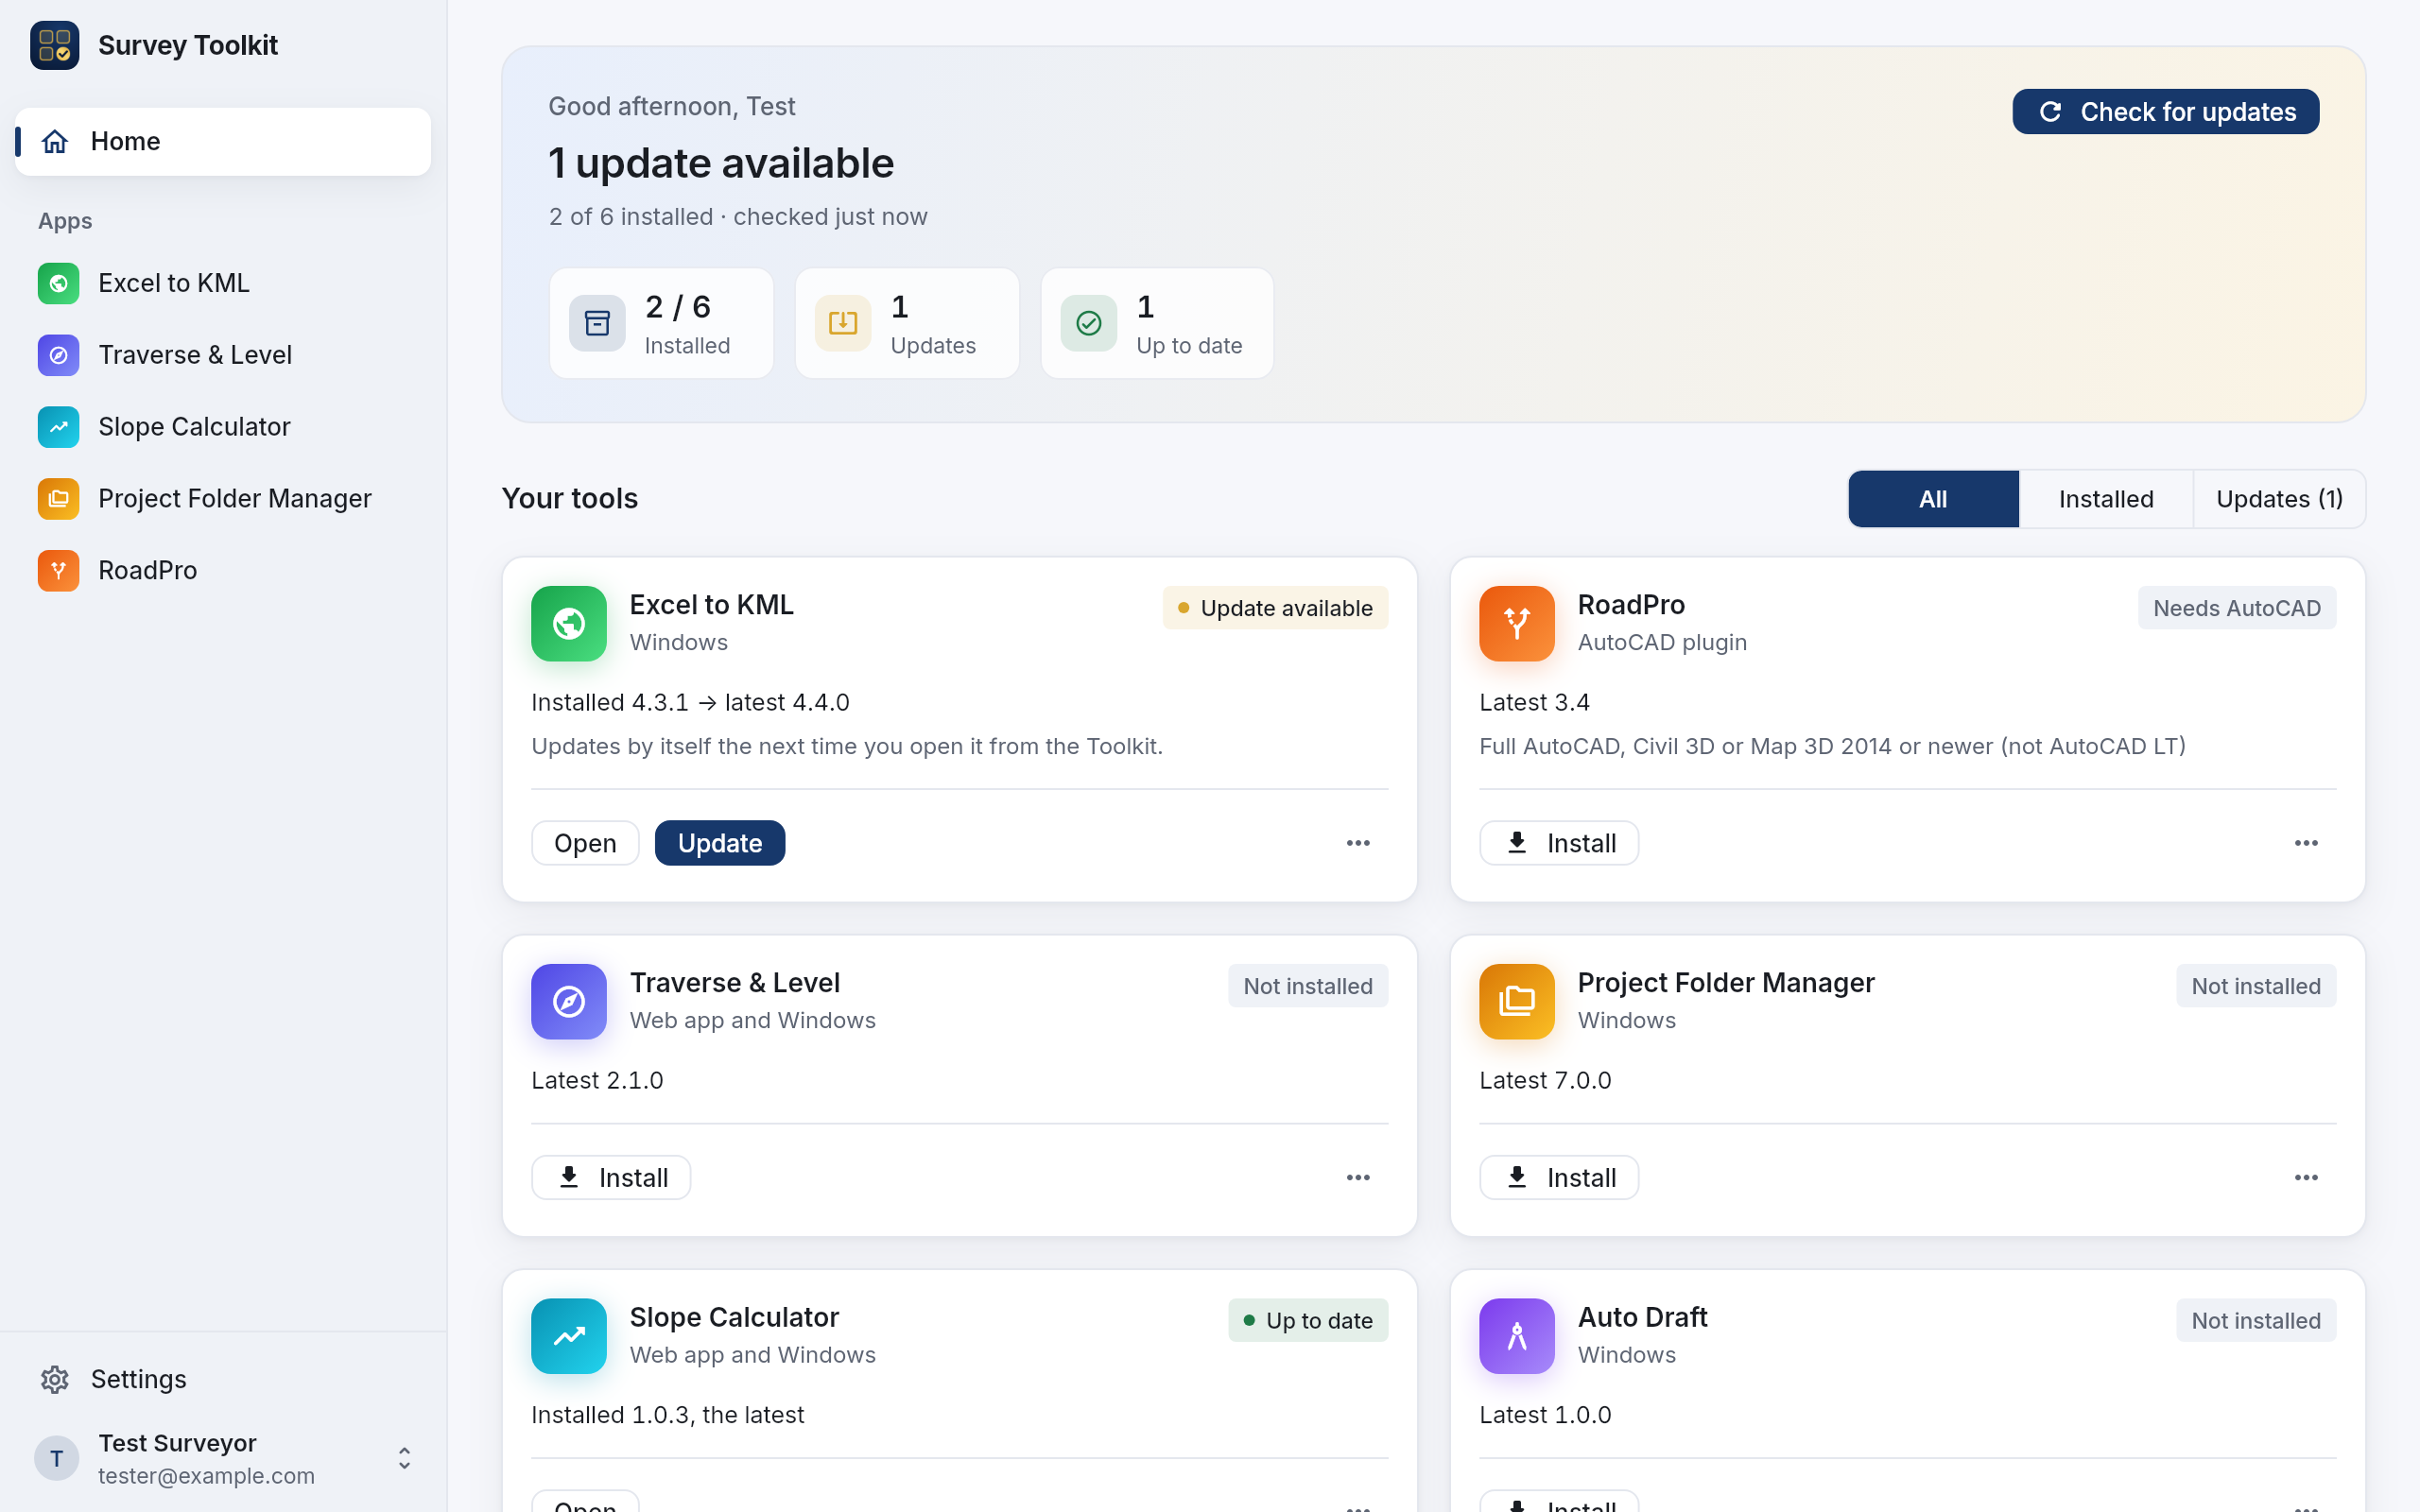 Survey Toolkit
Home
Apps
Excel to KML
Traverse & Level
Slope Calculator
Project Folder Manager
RoadPro
Settings
T
Test Surveyor
tester@example.com
Good afternoon, Test
Check for updates
1 update available
2 of 6 installed · checked just now
2 / 6
Installed
1
Updates
1
Up to date
Your tools
All
Installed
Updates (1)
Excel to KML
Windows
Update available
Installed 4.3.1 → latest 4.4.0
Updates by itself the next time you open it from the Toolkit.
Open
Update
RoadPro
AutoCAD plugin
Needs AutoCAD
Latest 3.4
Full AutoCAD, Civil 3D or Map 3D 2014 or newer (not AutoCAD LT)
Install
Traverse & Level
Web app and Windows
Not installed
Latest 2.1.0
Install
Project Folder Manager
Windows
Not installed
Latest 7.0.0
Install
Slope Calculator
Web app and Windows
Up to date
Installed 1.0.3, the latest
Open
Auto Draft
Windows
Not installed
Latest 1.0.0
Install